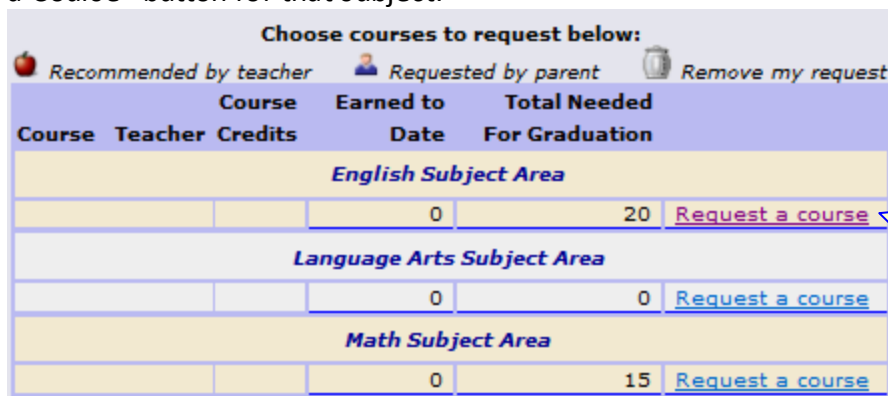 Choose courses to request below:
Recommended by teacher Requested by parent Remove my request
Course Earned to Total Needed
Course Teacher Credits Date For Graduation
English Subject Area
0 20 Request a course
Language Arts Subject Area
0 0 Request a course
Math Subject Area
0 15 Request a course